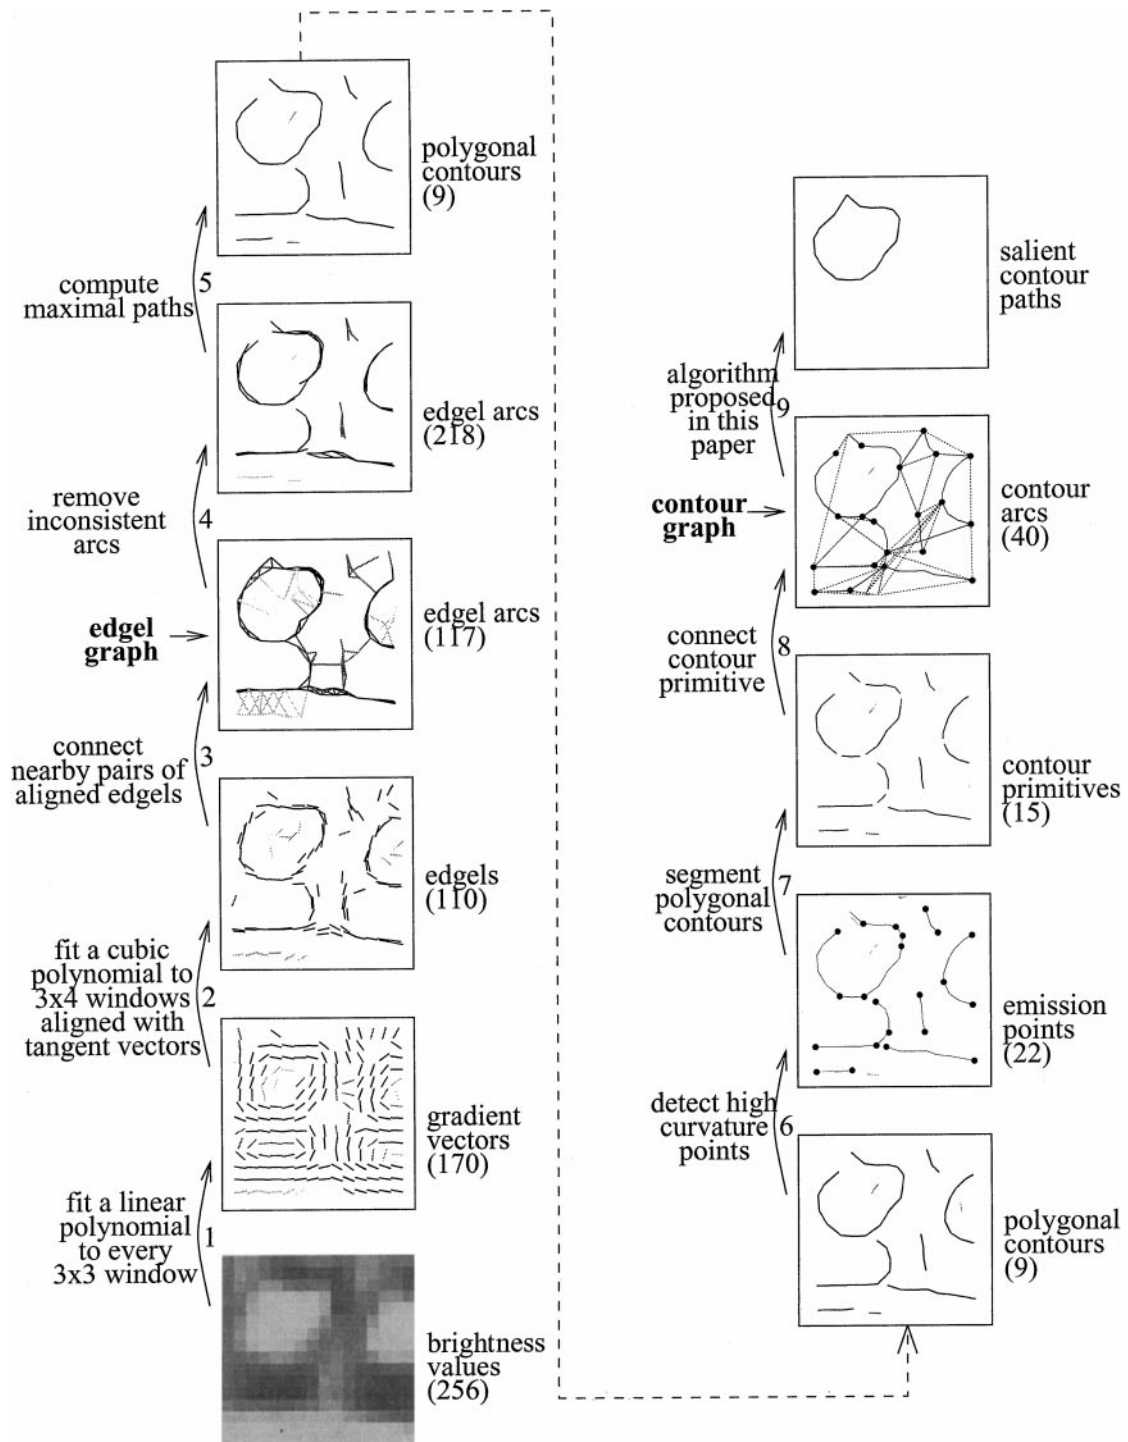 polygonal
contours
(9)
5
compute
maximal paths
edgel arcs
(218)
remove
inconsistent
arcs
4
edgel arcs
(117)
edgel
graph
connect
nearby pairs of
aligned edgels
3
edgels
(110)
fit a cubic
polynomial to
3x4 windows
aligned with
tangent vectors
2
gradient
vectors
(170)
fit a linear
polynomial
to every
3x3 window
1
brightness
values
(256)
salient
contour
paths
algorithm
proposed
in this
paper
9
contour
arcs
(40)
contour
graph
connect
contour
primitive
8
contour
primitives
(15)
segment
polygonal
contours
7
emission
points
(22)
detect high
curvature
points
6
polygonal
contours
(9)